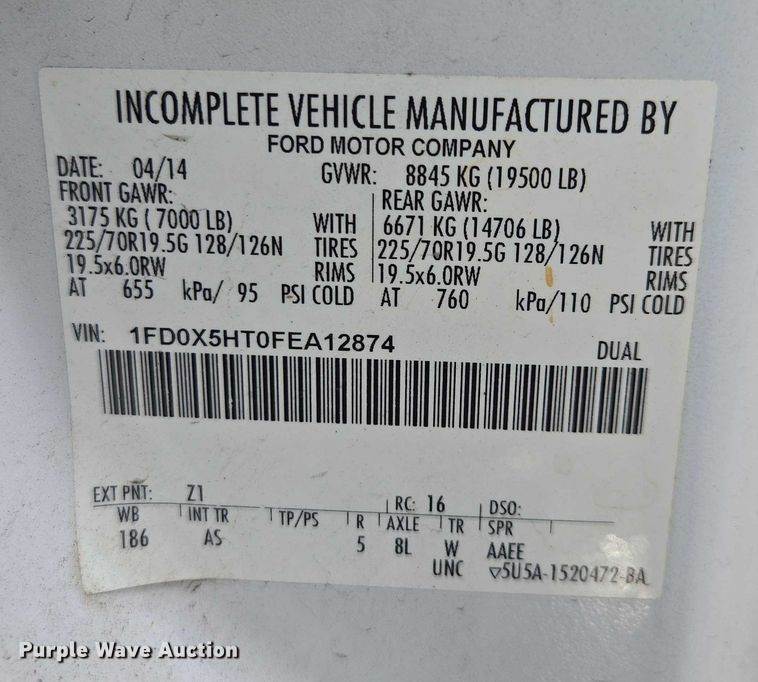 INCOMPLETE VEHICLE MANUFACTURED BY
FORD MOTOR COMPANY
DATE: 04/14 GVWR: 8845 KG (19500 LB)
FRONT GAWR: REAR GAWR:
3175 KG ( 7000 LB) WITH 6671 KG (14706 LB) WITH
225/70R19.5G 128/126N TIRES 225/70R19.5G 128/126N TIRES
19.5x6.0RW RIMS 19.5x6.0RW RIMS
AT 655 kPa/ 95 PSI COLD AT 760 kPa/110 PSI COLD
VIN: 1FD0X5HT0FEA12874 DUAL
EXT PNT: Z1 RC: 16 DSO:
WB INT TR TP/PS R AXLE TR SPR
186 AS 5 8L W AAEE
UNC ▽5U5A-1520472-BA
Purple Wave Auction